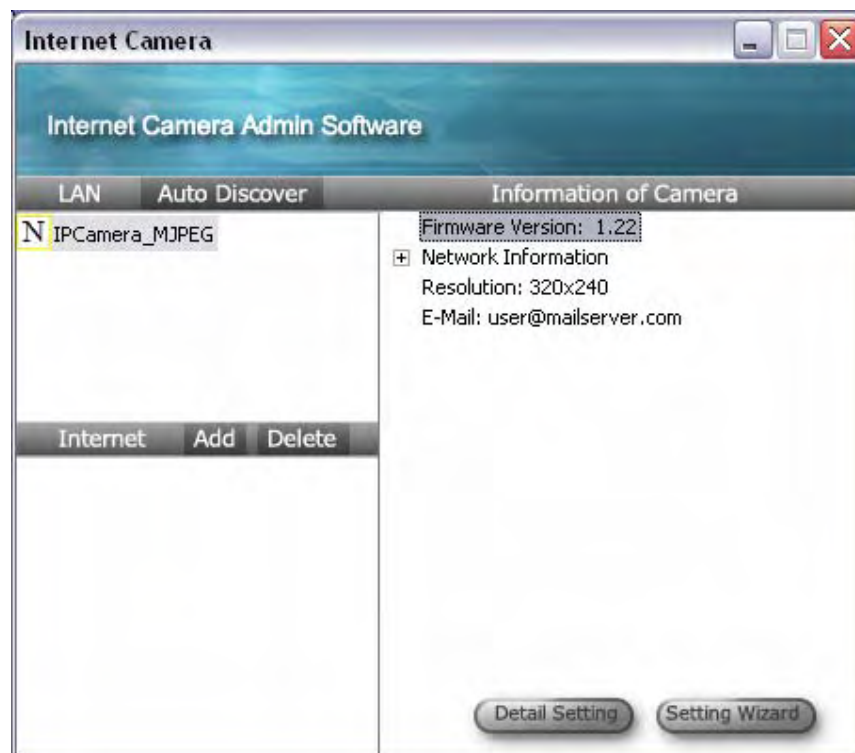 Internet Camera
Internet Camera Admin Software
LAN Auto Discover
N IPCamera_MJPEG
Internet Add Delete
Information of Camera
Firmware Version: 1.22
Network Information
Resolution: 320x240
E-Mail: user@mailserver.com
Detail Setting Setting Wizard